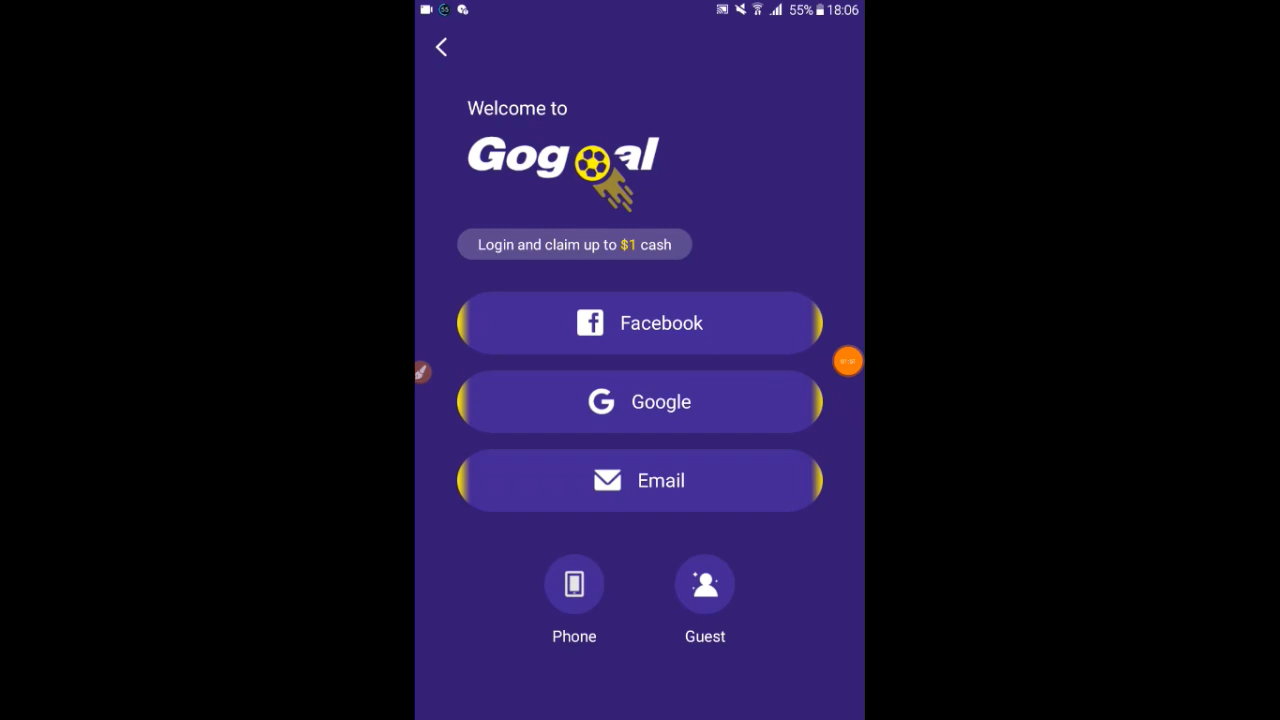 55% 18:06
Welcome to
Gogoal
Login and claim up to $1 cash
Facebook
Google
Email
Phone
Guest